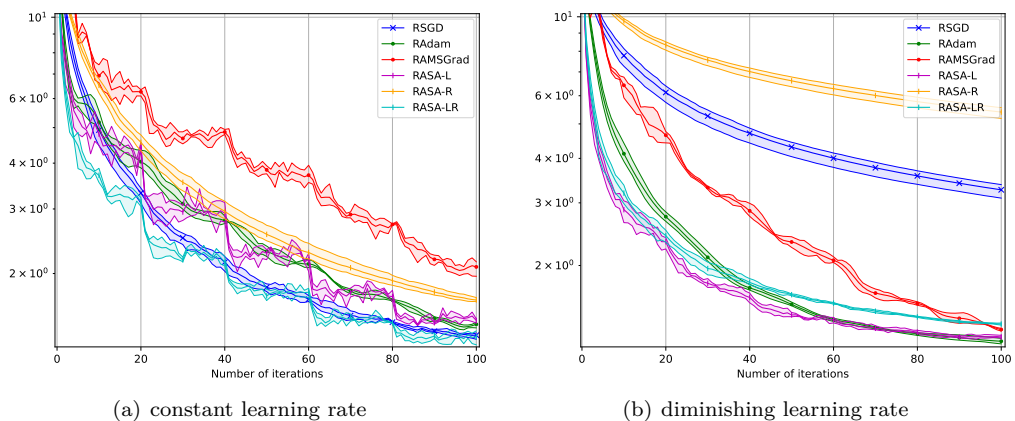 10¹
6 × 10⁰
4 × 10⁰
3 × 10⁰
2 × 10⁰
0 20 40 60 80 100
Number of iterations
RSGD
RAdam
RAMSGrad
RASA-L
RASA-R
RASA-LR
(a) constant learning rate
10¹
6 × 10⁰
4 × 10⁰
3 × 10⁰
2 × 10⁰
0 20 40 60 80 100
Number of iterations
RSGD
RAdam
RAMSGrad
RASA-L
RASA-R
RASA-LR
(b) diminishing learning rate